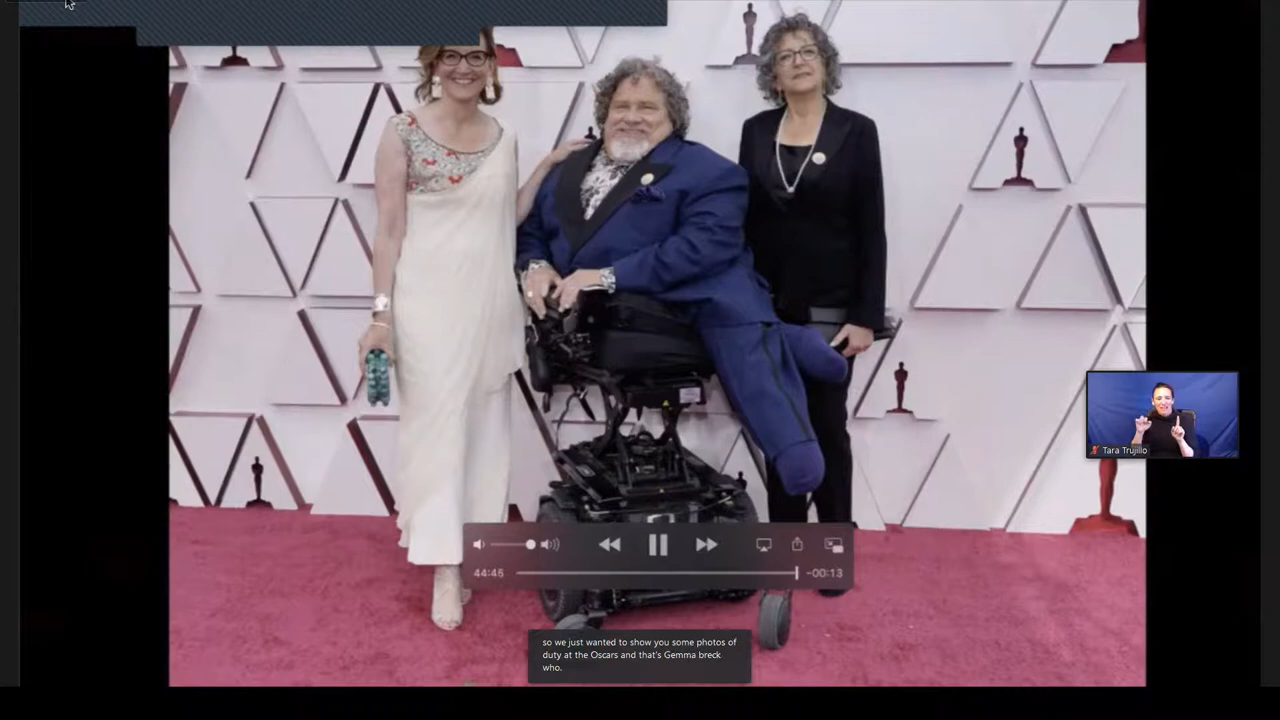 Tara Trujillo
44:45
-00:13
so we just wanted to show you some photos of
duty at the Oscars and that's Gemma breck
who.